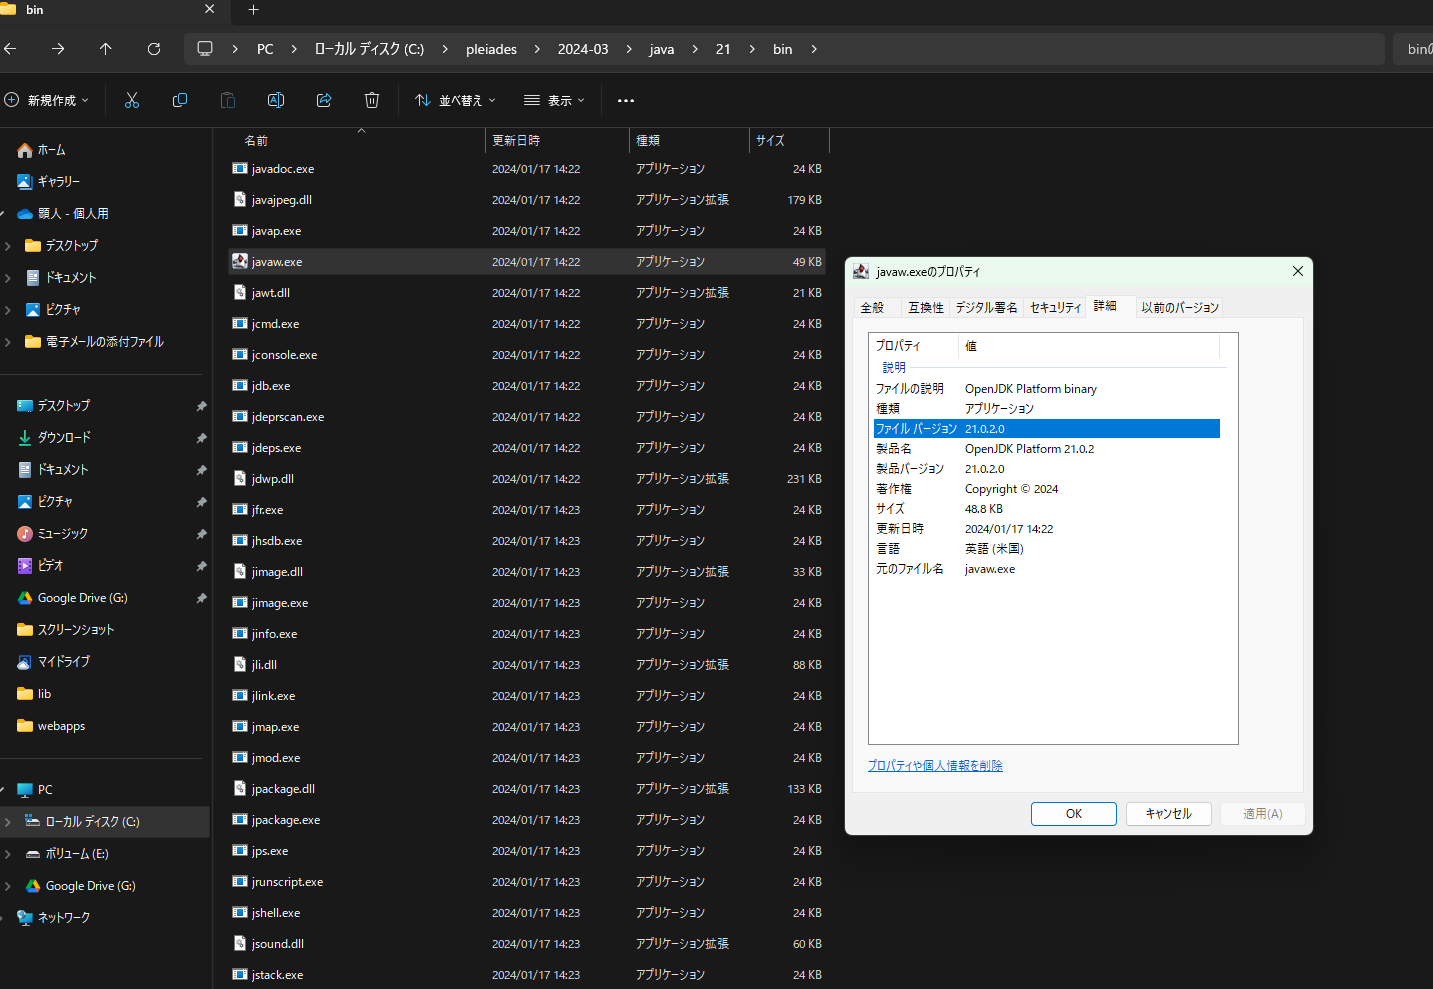 bin
PC
ローカル ディスク (C:)
pleiades
2024-03
java
21
bin
binの
新規作成
並べ替え
表示
名前
更新日時
種類
サイズ
ホーム
ギャラリー
顕人 - 個人用
デスクトップ
ドキュメント
ピクチャ
電子メールの添付ファイル
デスクトップ
ダウンロード
ドキュメント
ピクチャ
ミュージック
ビデオ
Google Drive (G:)
スクリーンショット
マイドライブ
lib
webapps
PC
ローカル ディスク (C:)
ボリューム (E:)
Google Drive (G:)
ネットワーク
javadoc.exe 2024/01/17 14:22 アプリケーション 24 KB
javajpeg.dll 2024/01/17 14:22 アプリケーション拡張 179 KB
javap.exe 2024/01/17 14:22 アプリケーション 24 KB
javaw.exe 2024/01/17 14:22 アプリケーション 49 KB
jawt.dll 2024/01/17 14:22 アプリケーション拡張 21 KB
jcmd.exe 2024/01/17 14:22 アプリケーション 24 KB
jconsole.exe 2024/01/17 14:22 アプリケーション 24 KB
jdb.exe 2024/01/17 14:22 アプリケーション 24 KB
jdeprscan.exe 2024/01/17 14:22 アプリケーション 24 KB
jdeps.exe 2024/01/17 14:22 アプリケーション 24 KB
jdwp.dll 2024/01/17 14:22 アプリケーション拡張 231 KB
jfr.exe 2024/01/17 14:23 アプリケーション 24 KB
jhsdb.exe 2024/01/17 14:23 アプリケーション 24 KB
jimage.dll 2024/01/17 14:23 アプリケーション拡張 33 KB
jimage.exe 2024/01/17 14:23 アプリケーション 24 KB
jinfo.exe 2024/01/17 14:23 アプリケーション 24 KB
jli.dll 2024/01/17 14:23 アプリケーション拡張 88 KB
jlink.exe 2024/01/17 14:23 アプリケーション 24 KB
jmap.exe 2024/01/17 14:23 アプリケーション 24 KB
jmod.exe 2024/01/17 14:23 アプリケーション 24 KB
jpackage.dll 2024/01/17 14:23 アプリケーション拡張 133 KB
jpackage.exe 2024/01/17 14:23 アプリケーション 24 KB
jps.exe 2024/01/17 14:23 アプリケーション 24 KB
jrunscript.exe 2024/01/17 14:23 アプリケーション 24 KB
jshell.exe 2024/01/17 14:23 アプリケーション 24 KB
jsound.dll 2024/01/17 14:23 アプリケーション拡張 60 KB
jstack.exe 2024/01/17 14:23 アプリケーション 24 KB
javaw.exeのプロパティ
全般
互換性
デジタル署名
セキュリティ
詳細
以前のバージョン
プロパティ 値
説明
ファイルの説明 OpenJDK Platform binary
種類 アプリケーション
ファイル バージョン 21.0.2.0
製品名 OpenJDK Platform 21.0.2
製品バージョン 21.0.2.0
著作権 Copyright © 2024
サイズ 48.8 KB
更新日時 2024/01/17 14:22
言語 英語 (米国)
元のファイル名 javaw.exe
プロパティや個人情報を削除
OK
キャンセル
適用(A)